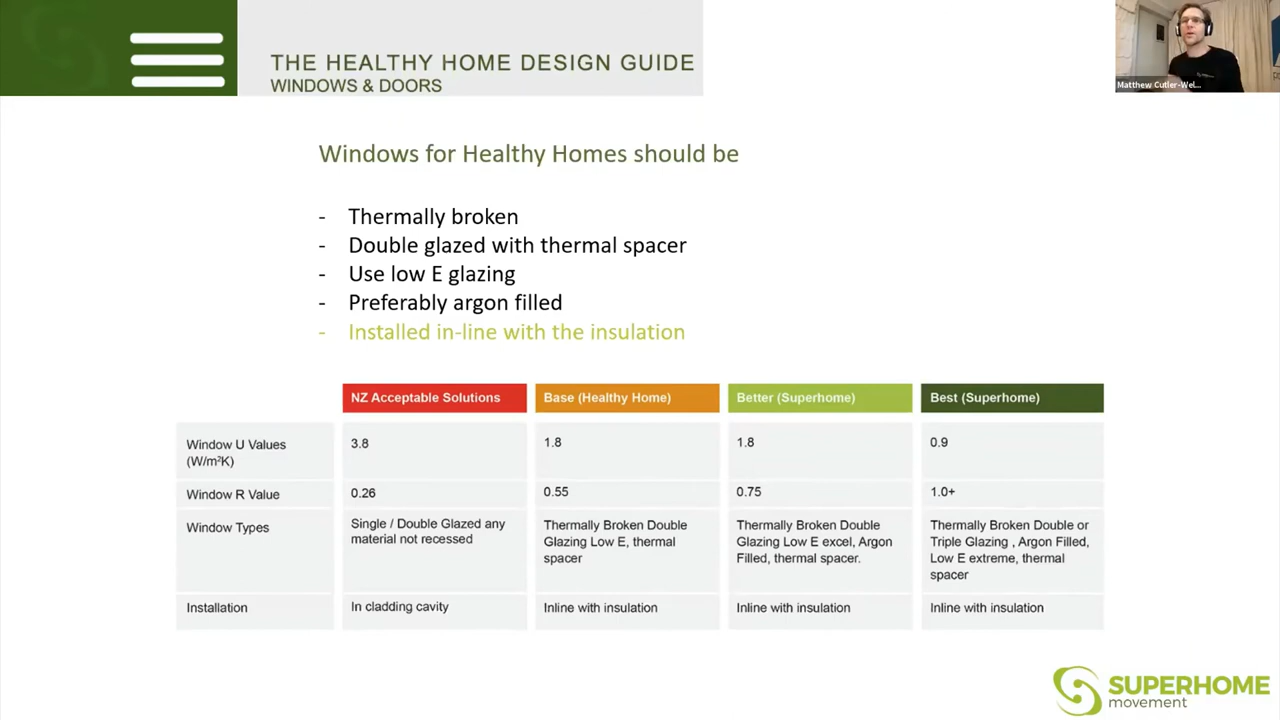 THE HEALTHY HOME DESIGN GUIDE
WINDOWS & DOORS
Matthew Cutler-Wel...
Windows for Healthy Homes should be
- Thermally broken
- Double glazed with thermal spacer
- Use low E glazing
- Preferably argon filled
- Installed in-line with the insulation
NZ Acceptable Solutions
Base (Healthy Home)
Better (Superhome)
Best (Superhome)
Window U Values
(W/m²K)
3.8
1.8
1.8
0.9
Window R Value
0.26
0.55
0.75
1.0+
Window Types
Single / Double Glazed any
material not recessed
Thermally Broken Double
Glazing Low E, thermal
spacer
Thermally Broken Double
Glazing Low E excel, Argon
Filled, thermal spacer.
Thermally Broken Double or
Triple Glazing , Argon Filled,
Low E extreme, thermal
spacer
Installation
In cladding cavity
Inline with insulation
Inline with insulation
Inline with insulation
SUPERHOME
movement